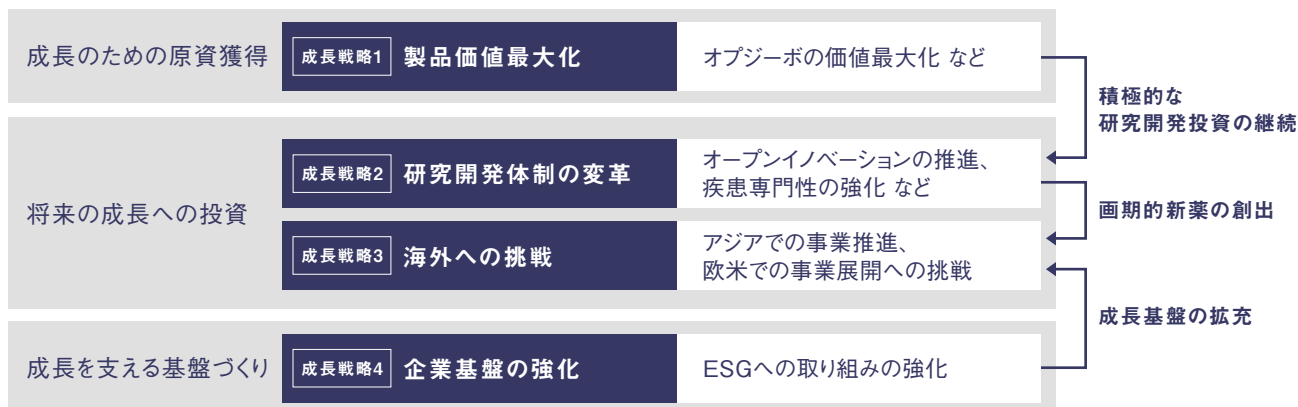 成長のための原資獲得
成長戦略1 製品価値最大化
オプジーボの価値最大化 など
積極的な
研究開発投資の継続
将来の成長への投資
成長戦略2 研究開発体制の変革
オープンイノベーションの推進、
疾患専門性の強化 など
画期的新薬の創出
成長戦略3 海外への挑戦
アジアでの事業推進、
欧米での事業展開への挑戦
成長基盤の拡充
成長を支える基盤づくり
成長戦略4 企業基盤の強化
ESGへの取り組みの強化